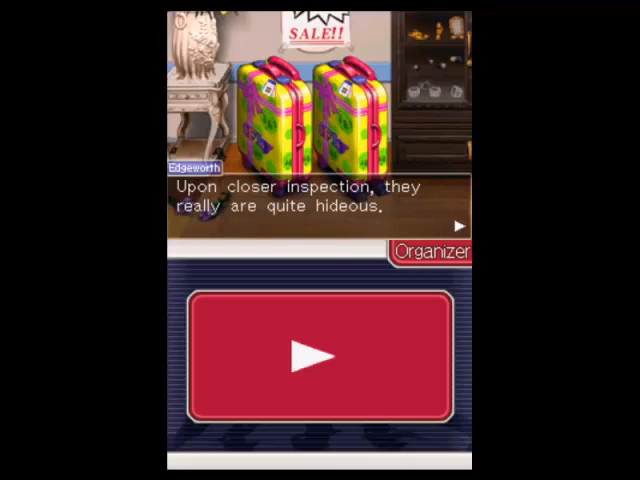 SALE!!
Edgeworth
Upon closer inspection, they
really are quite hideous.
Organizer